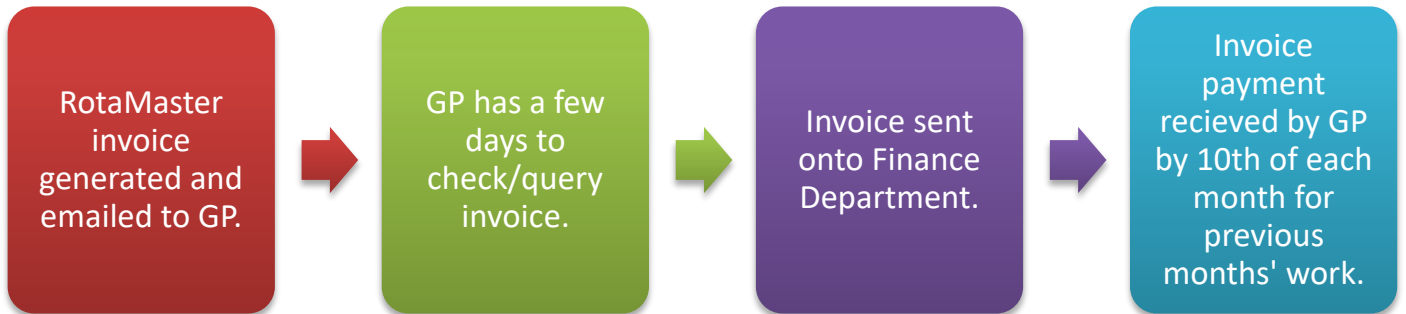 RotaMaster
invoice
generated and
emailed to GP.
GP has a few
days to
check/query
invoice.
Invoice sent
onto Finance
Department.
Invoice
payment
recieved by GP
by 10th of each
month for
previous
months' work.